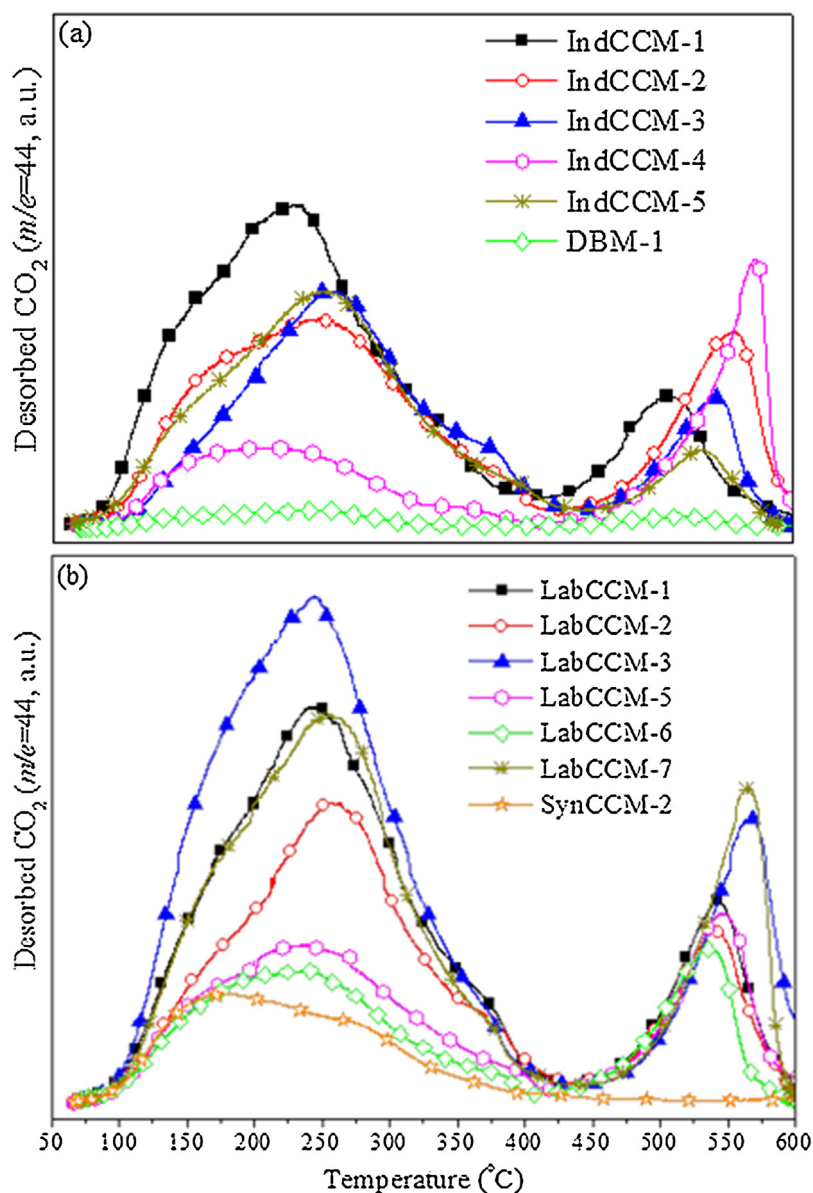 (a)
IndCCM-1
IndCCM-2
IndCCM-3
IndCCM-4
IndCCM-5
DBM-1
Desorbed CO₂ (m/e=44, a.u.)
(b)
LabCCM-1
LabCCM-2
LabCCM-3
LabCCM-5
LabCCM-6
LabCCM-7
SynCCM-2
Desorbed CO₂ (m/e=44, a.u.)
50 100 150 200 250 300 350 400 450 500 550 600
Temperature (°C)